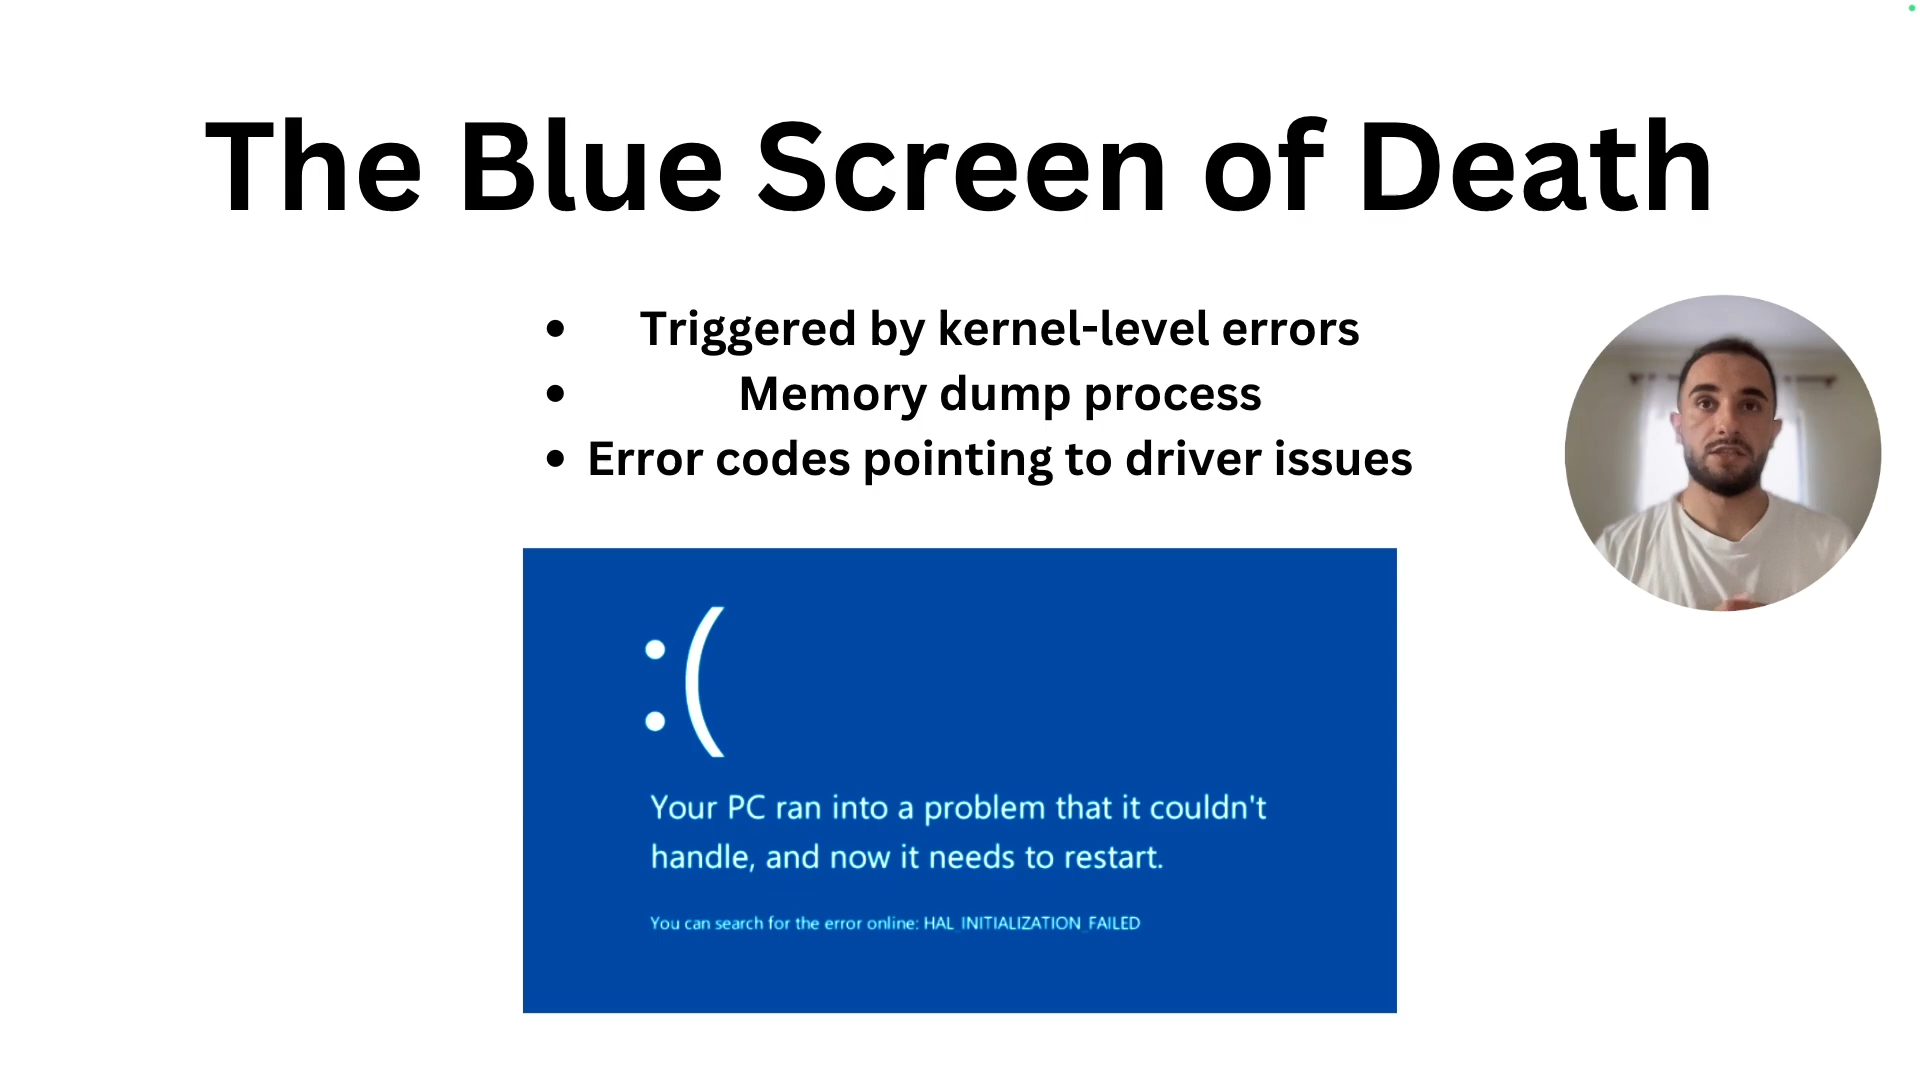 The Blue Screen of Death
• Triggered by kernel-level errors
• Memory dump process
• Error codes pointing to driver issues
:(
Your PC ran into a problem that it couldn't
handle, and now it needs to restart.
You can search for the error online: HAL_INITIALIZATION_FAILED